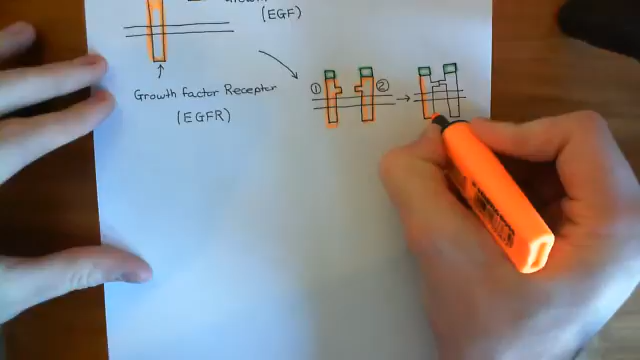 (EGF)
Growth Factor Receptor
(EGFR)
①
②